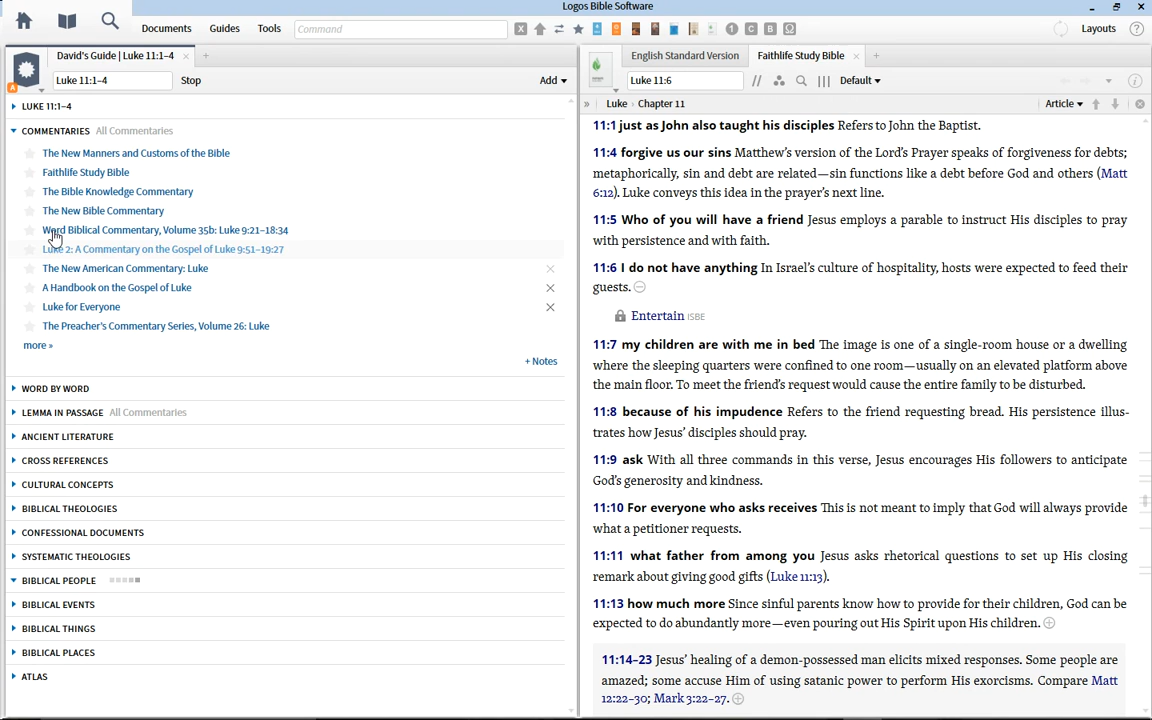 Logos Bible Software
Documents Guides Tools Command Layouts
David's Guide | Luke 11:1–4
Luke 11:1–4 Stop Add
LUKE 11:1–4
COMMENTARIES All Commentaries
The New Manners and Customs of the Bible
Faithlife Study Bible
The Bible Knowledge Commentary
The New Bible Commentary
Word Biblical Commentary, Volume 35b: Luke 9:21–18:34
Luke 2: A Commentary on the Gospel of Luke 9:51–19:27
The New American Commentary: Luke
A Handbook on the Gospel of Luke
Luke for Everyone
The Preacher's Commentary Series, Volume 26: Luke
more »
+ Notes
WORD BY WORD
LEMMA IN PASSAGE All Commentaries
ANCIENT LITERATURE
CROSS REFERENCES
CULTURAL CONCEPTS
BIBLICAL THEOLOGIES
CONFESSIONAL DOCUMENTS
SYSTEMATIC THEOLOGIES
BIBLICAL PEOPLE
BIBLICAL EVENTS
BIBLICAL THINGS
BIBLICAL PLACES
ATLAS
English Standard Version Faithlife Study Bible
Luke 11:6 Default
» Luke › Chapter 11 Article
11:1 just as John also taught his disciples Refers to John the Baptist.
11:4 forgive us our sins Matthew's version of the Lord's Prayer speaks of forgiveness for debts;
metaphorically, sin and debt are related—sin functions like a debt before God and others (Matt
6:12). Luke conveys this idea in the prayer's next line.
11:5 Who of you will have a friend Jesus employs a parable to instruct His disciples to pray
with persistence and with faith.
11:6 I do not have anything In Israel's culture of hospitality, hosts were expected to feed their
guests.
Entertain ISBE
11:7 my children are with me in bed The image is one of a single-room house or a dwelling
where the sleeping quarters were confined to one room—usually on an elevated platform above
the main floor. To meet the friend's request would cause the entire family to be disturbed.
11:8 because of his impudence Refers to the friend requesting bread. His persistence illus-
trates how Jesus' disciples should pray.
11:9 ask With all three commands in this verse, Jesus encourages His followers to anticipate
God's generosity and kindness.
11:10 For everyone who asks receives This is not meant to imply that God will always provide
what a petitioner requests.
11:11 what father from among you Jesus asks rhetorical questions to set up His closing
remark about giving good gifts (Luke 11:13).
11:13 how much more Since sinful parents know how to provide for their children, God can be
expected to do abundantly more—even pouring out His Spirit upon His children.
11:14–23 Jesus' healing of a demon-possessed man elicits mixed responses. Some people are
amazed; some accuse Him of using satanic power to perform His exorcisms. Compare Matt
12:22–30; Mark 3:22–27.